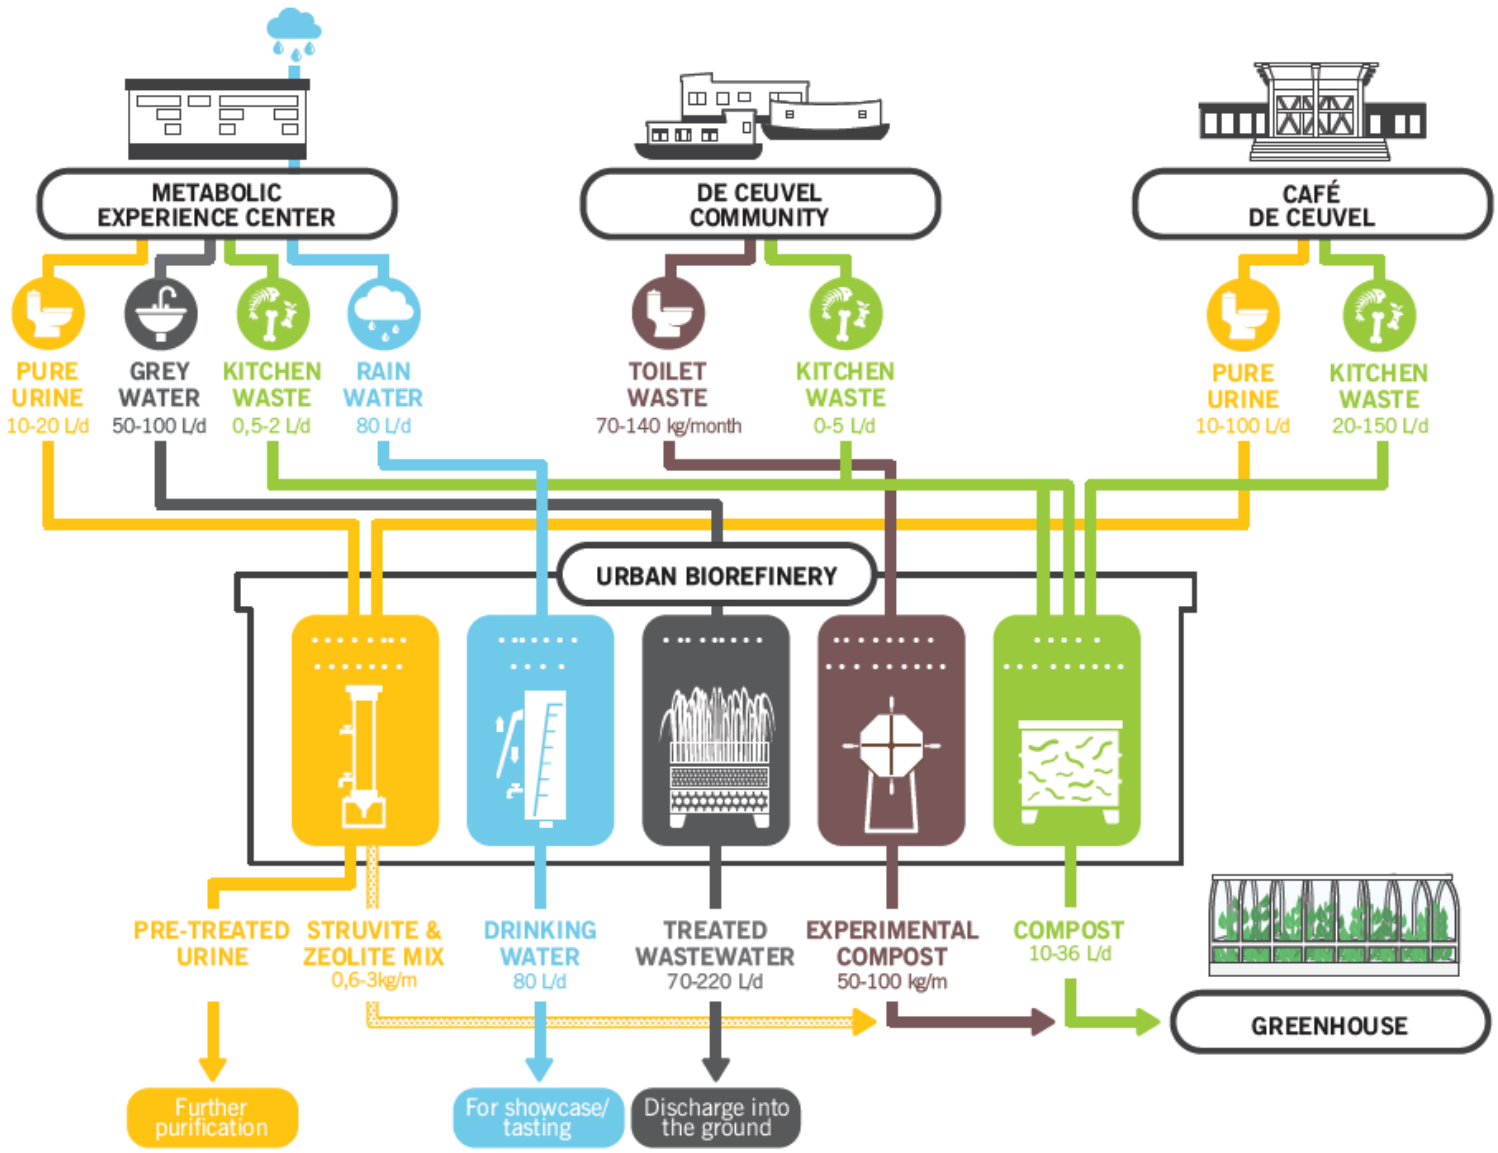 METABOLIC
EXPERIENCE CENTER
DE CEUVEL
COMMUNITY
CAFÉ
DE CEUVEL
PURE
URINE
10-20 L/d
GREY
WATER
50-100 L/d
KITCHEN
WASTE
0,5-2 L/d
RAIN
WATER
80 L/d
TOILET
WASTE
70-140 kg/month
KITCHEN
WASTE
0-5 L/d
PURE
URINE
10-100 L/d
KITCHEN
WASTE
20-150 L/d
URBAN BIOREFINERY
PRE-TREATED
URINE
STRUVITE &
ZEOLITE MIX
0,6-3kg/m
DRINKING
WATER
80 L/d
TREATED
WASTEWATER
70-220 L/d
EXPERIMENTAL
COMPOST
50-100 kg/m
COMPOST
10-36 L/d
GREENHOUSE
Further
purification
For showcase/
tasting
Discharge into
the ground